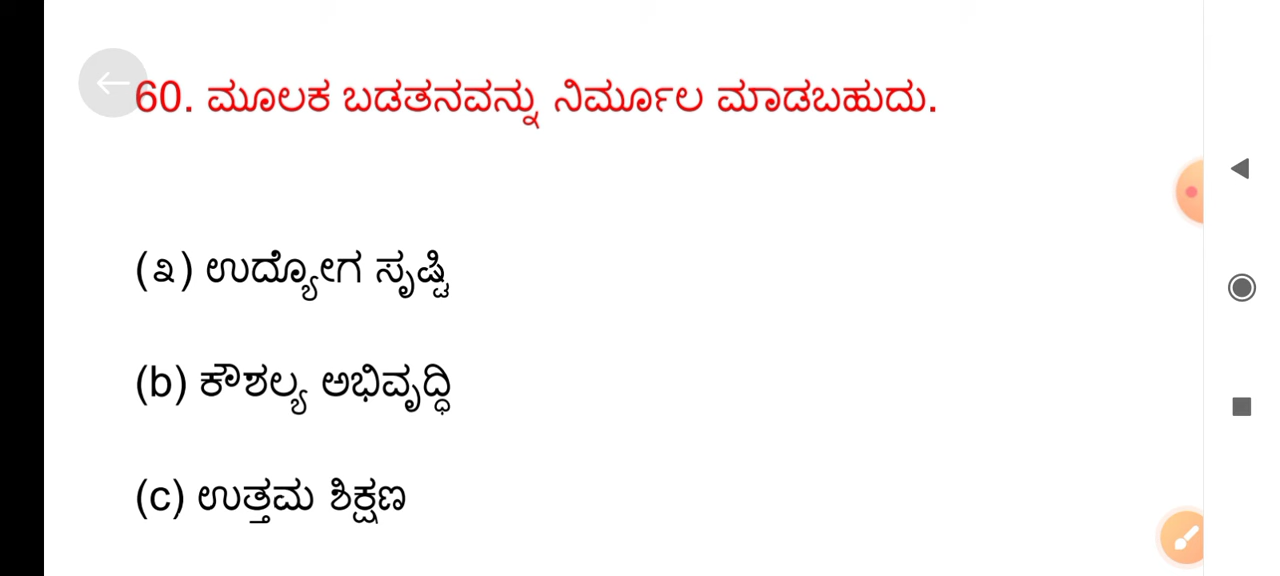 60. ಮೂಲಕ ಬಡತನವನ್ನು ನಿರ್ಮೂಲ ಮಾಡಬಹುದು.
(ಖ) ಉದ್ಯೋಗ ಸೃಷ್ಟಿ
(b) ಕೌಶಲ್ಯ ಅಭಿವೃದ್ಧಿ
(c) ಉತ್ತಮ ಶಿಕ್ಷಣ